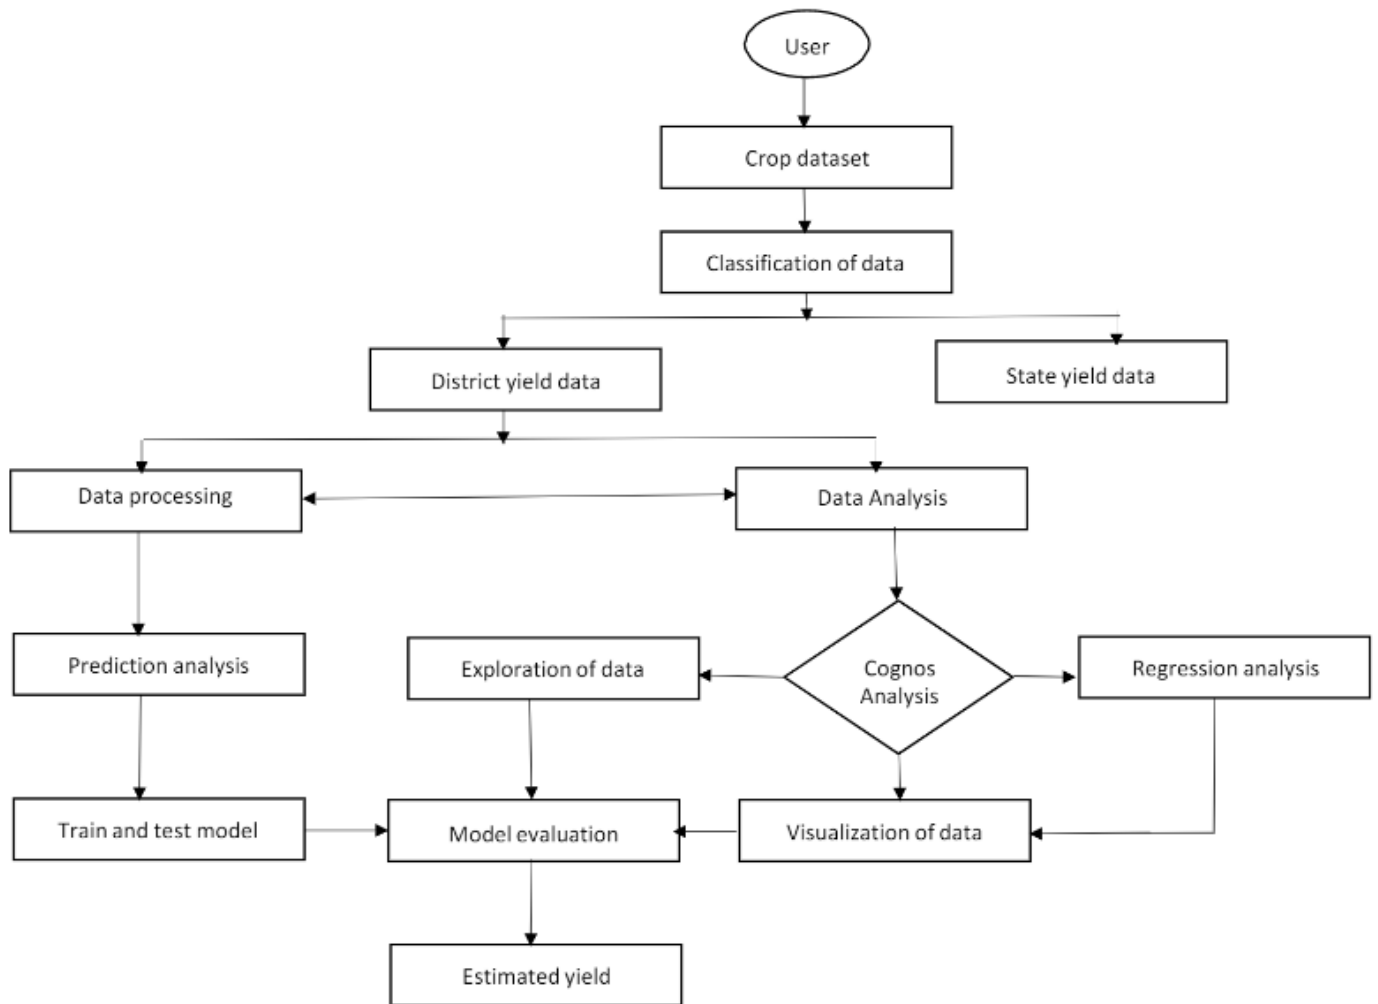 User
Crop dataset
Classification of data
District yield data
State yield data
Data processing
Data Analysis
Prediction analysis
Exploration of data
Cognos
Analysis
Regression analysis
Train and test model
Model evaluation
Visualization of data
Estimated yield